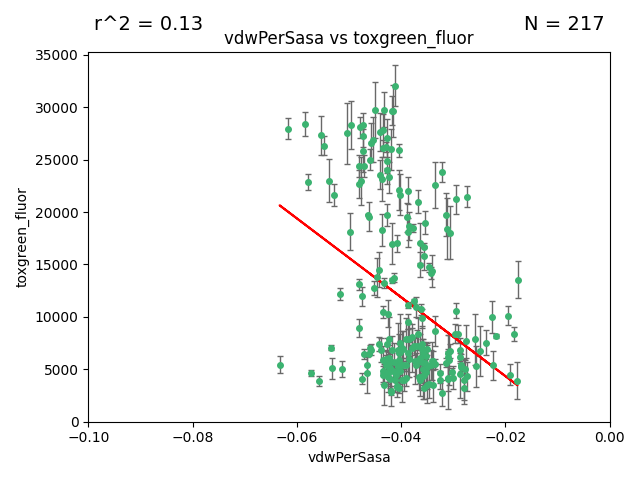 r^2 = 0.13
N = 217
vdwPerSasa vs toxgreen_fluor
35000
30000
25000
20000
15000
10000
5000
0
toxgreen_fluor
−0.10
−0.08
−0.06
−0.04
−0.02
0.00
vdwPerSasa